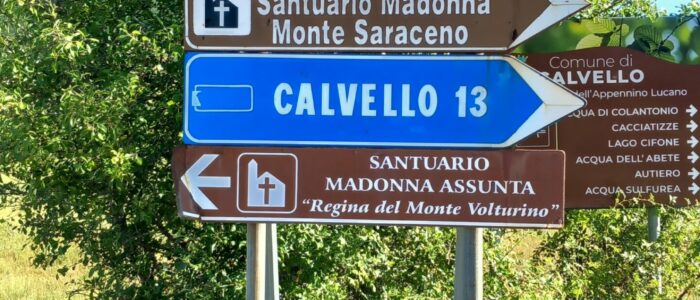 Santuario Madonna
Monte Saraceno
CALVELLO 13
SANTUARIO
MADONNA ASSUNTA
"Regina del Monte Volturino"
Comune di
CALVELLO
dell'Appennino Lucano
ACQUA DI COLANTONIO
CACCIATIZZE
LAGO CIFONE
ACQUA DELL'ABETE
AUTIERO
ACQUA SULFUREA